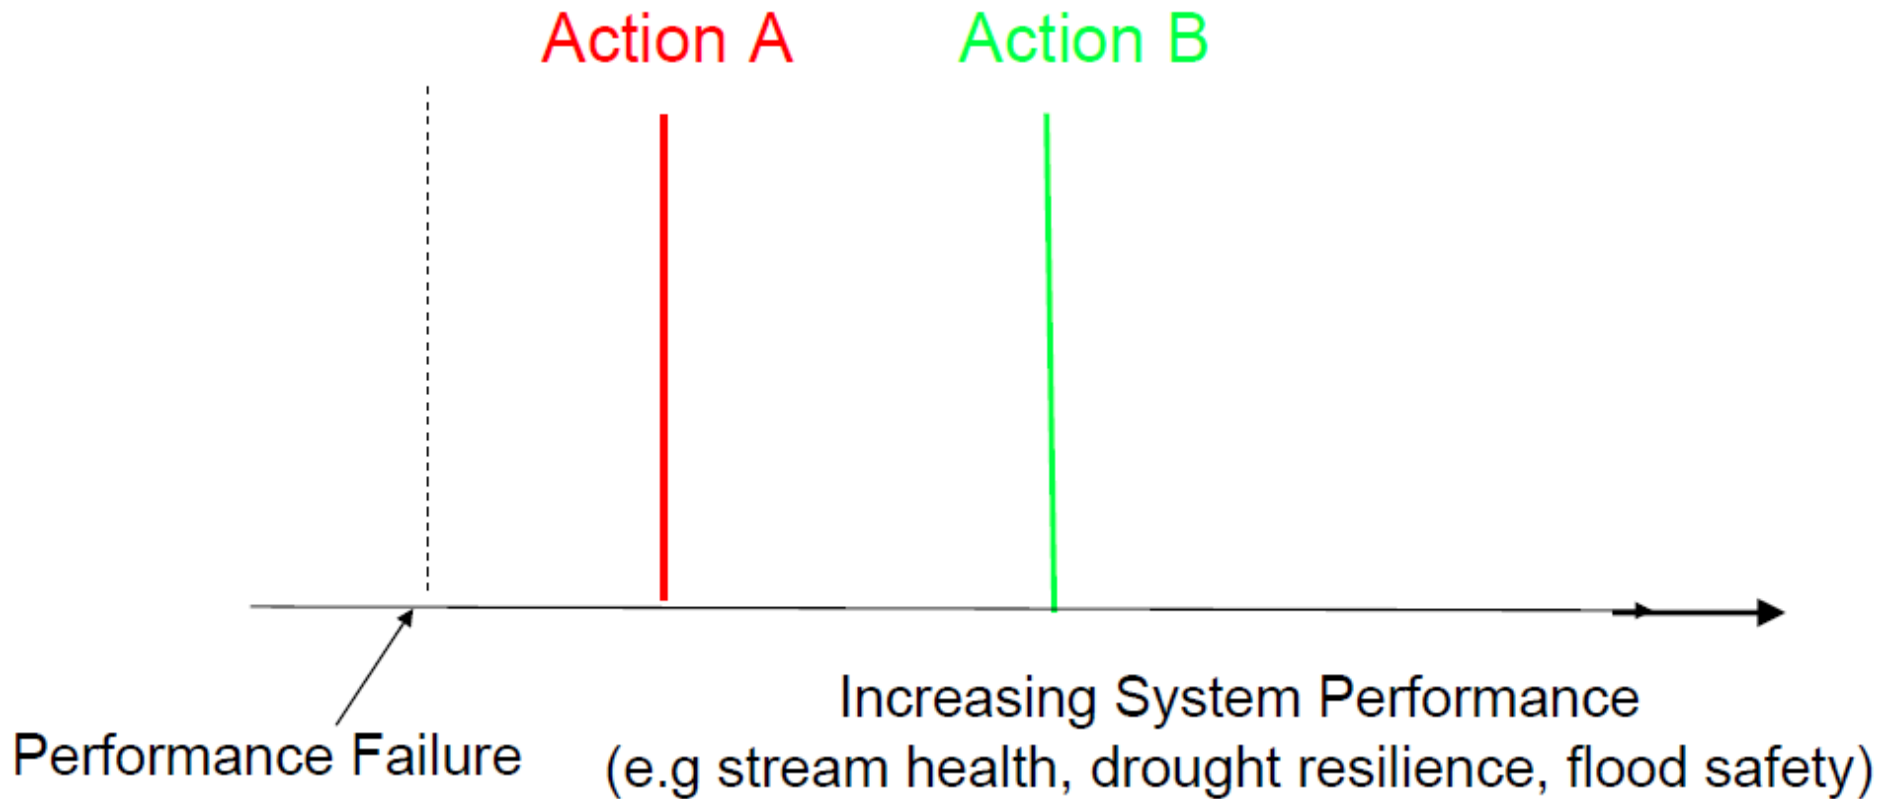 Action A
Action B
Performance Failure
Increasing System Performance
(e.g stream health, drought resilience, flood safety)